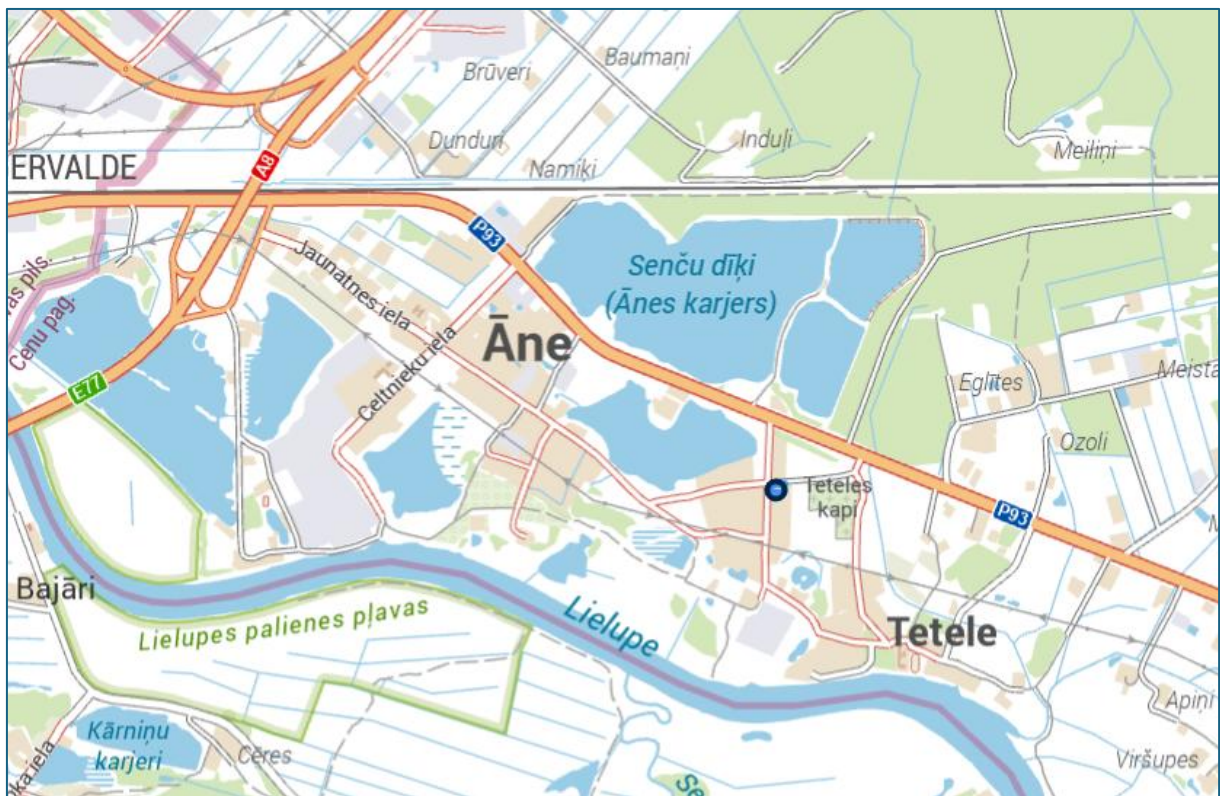 Baumaņi
Brūveri
Dunduri
Induļi
Meiliņi
Namiķi
ERVALDE
A8
P93
Jaunatnes iela
Senču dīķi
(Ānes karjers)
Cenu pag.
Āne
Celtnieku iela
E77
Eglītes
Meista
Ozoli
Teteles
kapi
P93
Bajāri
Lielupes palienes pļavas
Lielupe
Tetele
Apiņi
Kārniņu
karjeri
Cēres
Viršupes